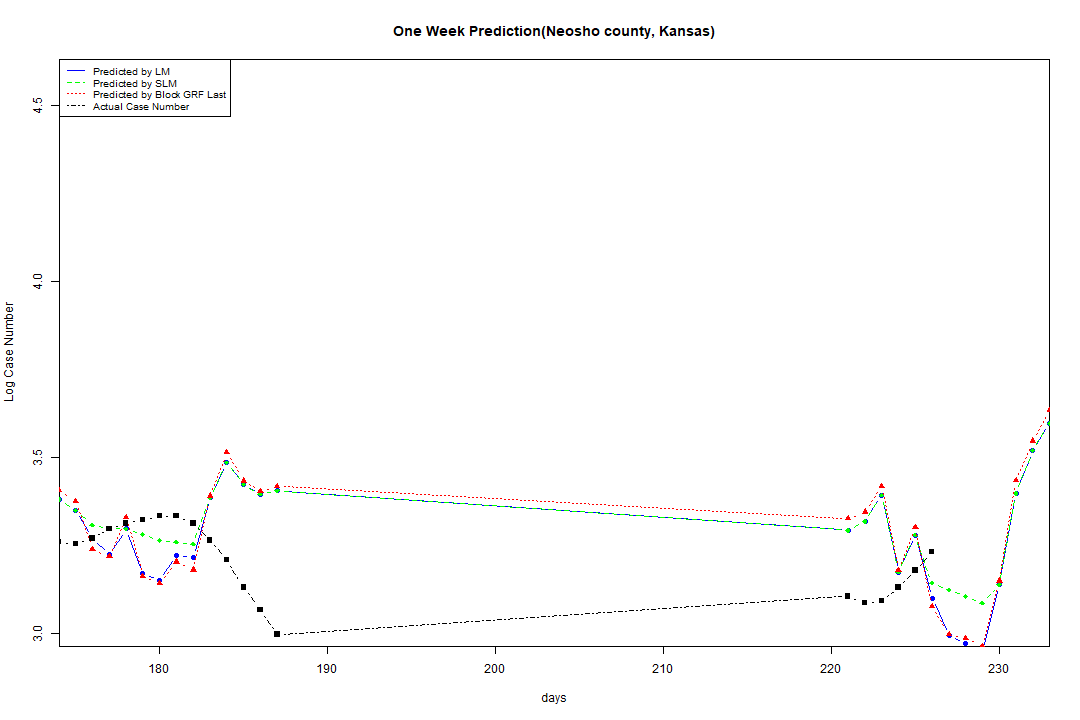 One Week Prediction(Neosho county, Kansas)
Predicted by LM
Predicted by SLM
Predicted by Block GRF Last
Actual Case Number
4.5
4.0
3.5
3.0
Log Case Number
180 190 200 210 220 230
days